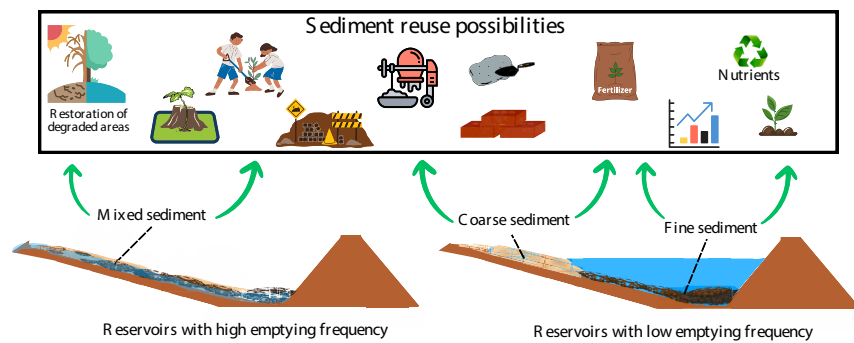 Sediment reuse possibilities
Fertilizer
Nutrients
Restoration of
degraded areas
Mixed sediment
Coarse sediment
Fine sediment
Reservoirs with high emptying frequency
Reservoirs with low emptying frequency